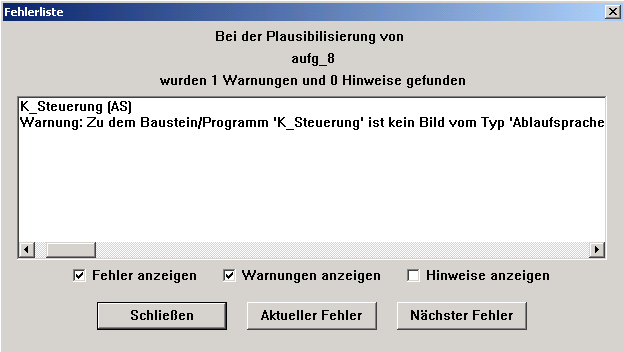 Fehlerliste
Bei der Plausibilisierung von
aufg_8
wurden 1 Warnungen und 0 Hinweise gefunden
K_Steuerung (AS)
Warnung: Zu dem Baustein/Programm 'K_Steuerung' ist kein Bild vom Typ 'Ablaufsprache
Fehler anzeigen Warnungen anzeigen Hinweise anzeigen
Schließen Aktueller Fehler Nächster Fehler